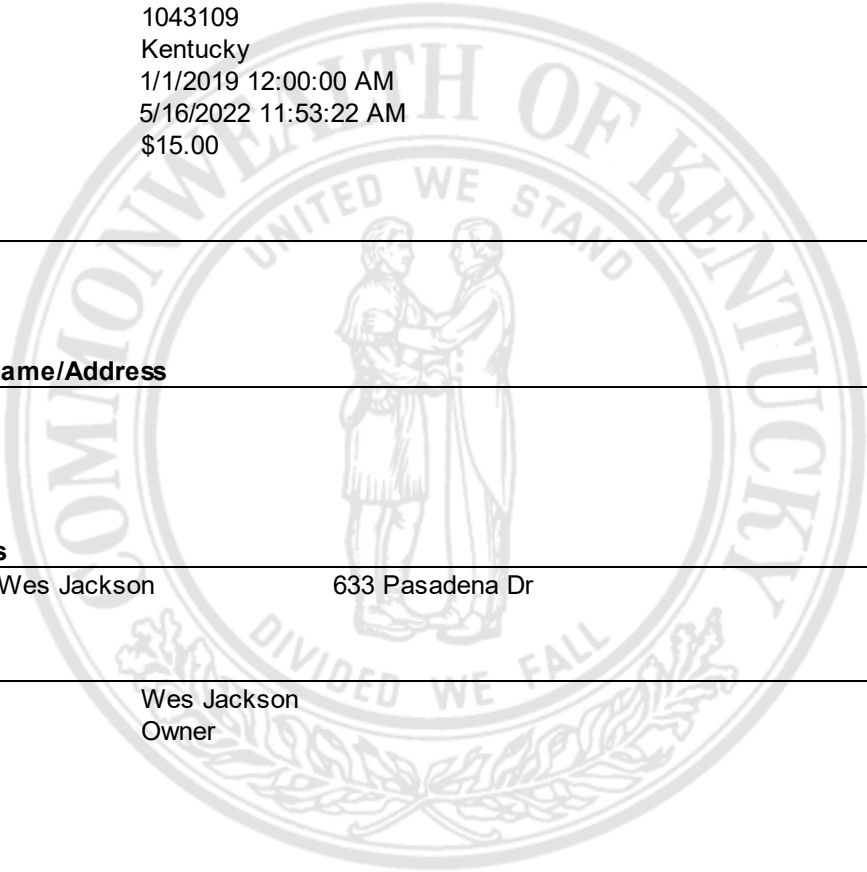 1043109
Kentucky
1/1/2019 12:00:00 AM
5/16/2022 11:53:22 AM
$15.00
COMMONWEALTH OF KENTUCKY
UNITED WE STAND
ame/Address
s
Wes Jackson 633 Pasadena Dr
DIVIDED WE FALL
Wes Jackson
Owner